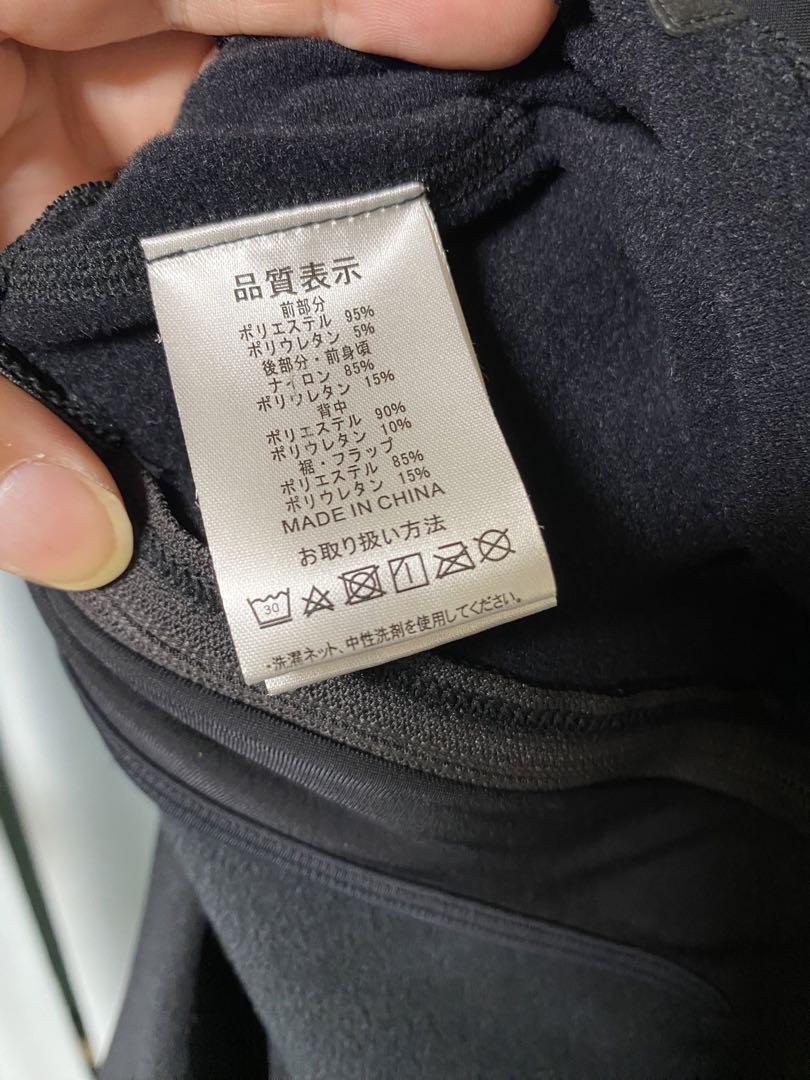 品質表示
前部分
ポリエステル 95%
ポリウレタン 5%
後部分・前身頃
ナイロン 85%
ポリウレタン 15%
背中
ポリエステル 90%
ポリウレタン 10%
裾・フラップ
ポリエステル 85%
ポリウレタン 15%
MADE IN CHINA
お取り扱い方法
30
・洗濯ネット、中性洗剤を使用してください。